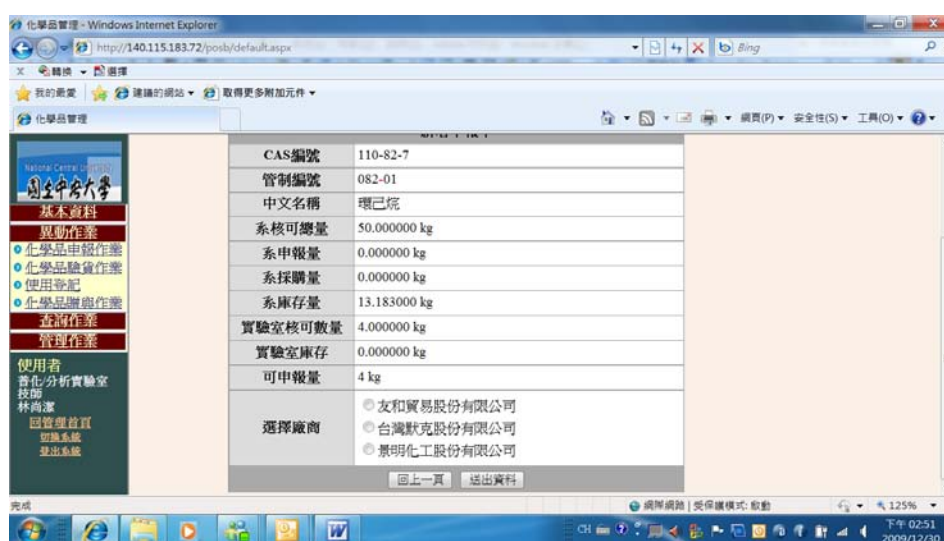 化學品管理 - Windows Internet Explorer
http://140.115.183.72/posb/default.aspx
Bing
x 轉換 選擇
我的最愛 建議的網站 取得更多附加元件
化學品管理
網頁(P) 安全性(S) 工具(O)
National Central University
國立中央大學
基本資料
異動作業
化學品申報作業
化學品驗貨作業
使用登記
化學品贈與作業
查詢作業
管理作業
使用者
普化/分析實驗室
技師
林尚潔
回管理首頁
切換系統
登出系統
CAS編號 110-82-7
管制編號 082-01
中文名稱 環己烷
系核可總量 50.000000 kg
系申報量 0.000000 kg
系採購量 0.000000 kg
系庫存量 13.183000 kg
實驗室核可數量 4.000000 kg
實驗室庫存 0.000000 kg
可申報量 4 kg
選擇廠商
友和貿易股份有限公司
台灣默克股份有限公司
景明化工股份有限公司
回上一頁 送出資料
完成
網際網路 | 受保護模式: 啟動
125%
CH
下午 02:51
2009/12/30